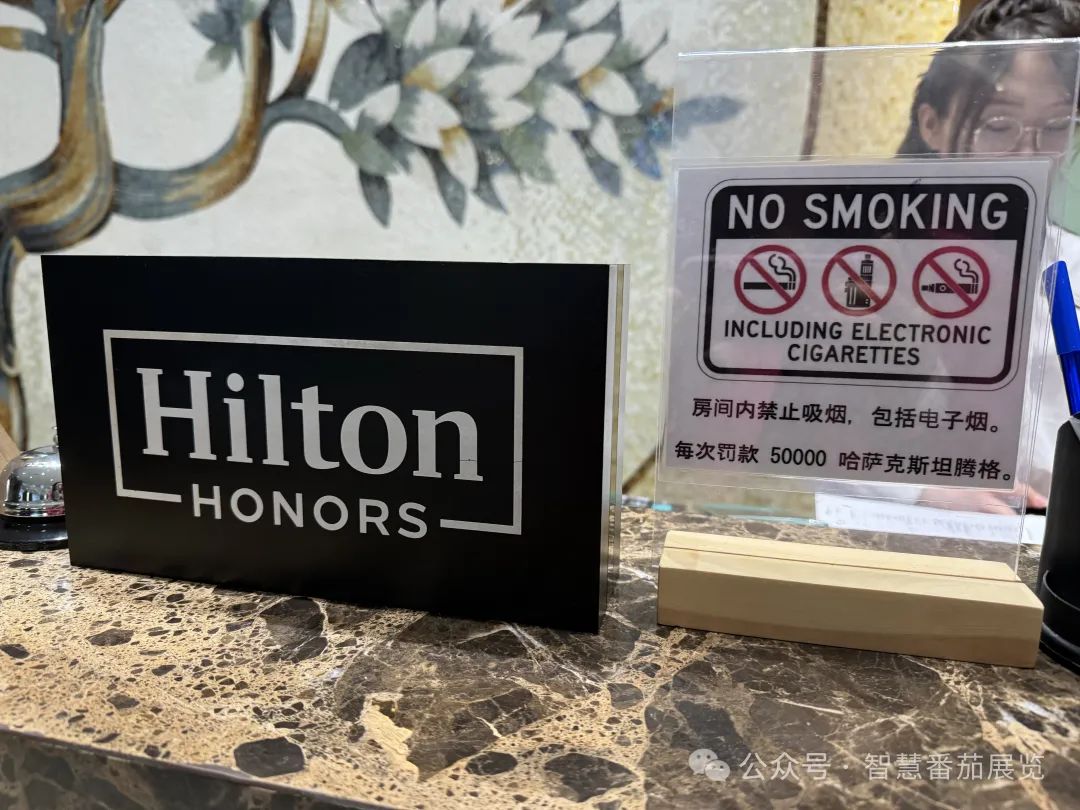 Hilton
HONORS
NO SMOKING
INCLUDING ELECTRONIC
CIGARETTES
房间内禁止吸烟，包括电子烟。
每次罚款 50000 哈萨克斯坦腾格。
公众号·智慧番茄展览